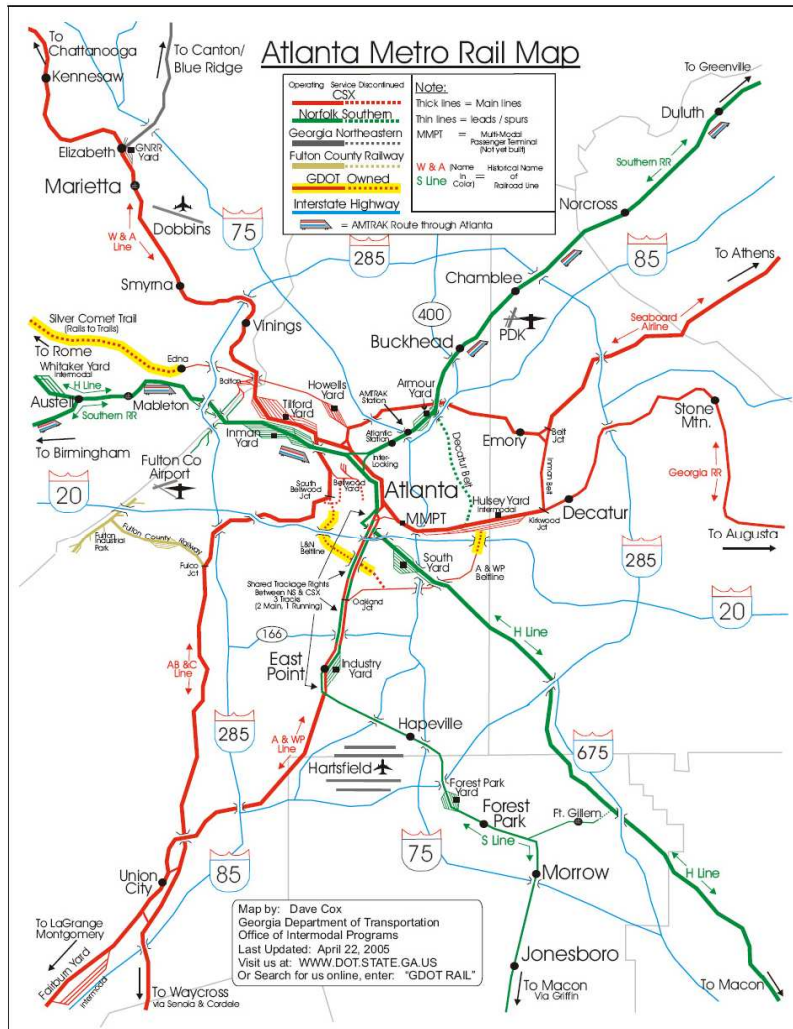 Atlanta Metro Rail Map
To
Chattanooga
Kennesaw
To Canton/
Blue Ridge
Operating Service Discontinued
CSX
Norfolk Southern
Georgia Northeastern
Fulton County Railway
GDOT Owned
Interstate Highway
= AMTRAK Route through Atlanta
Note:
Thick lines = Main lines
Thin lines = leads / spurs
MMPT = Multi-Modal
Passenger Terminal
(Not yet built)
W & A (Name
In
Color) = Historical Name
of
Railroad Line
S Line
To Greenville
Duluth
Southern RR
Elizabeth
GNRR
Yard
Marietta
Dobbins
Norcross
W & A
Line
75
285
85
To Athens
Smyrna
Chamblee
Seaboard
Airline
Silver Comet Trail
(Rails to Trails)
Vinings
400
PDK
Buckhead
To Rome
Whitaker Yard
Intermodal
Edna
H Line
Austell
Southern RR
Mableton
Bolton
Tilford
Yard
Howells
Yard
AMTRAK
Station
Armour
Yard
Stone
Mtn.
Inman
Yard
Atlantic
Station
Emory
Belt
Jct
To Birmingham
Inter-
Locking
Decatur Belt
Inman Belt
Georgia RR
Fulton Co
Airport
20
South
Bellwood Jct
Bellwood Yard
Atlanta
Hulsey Yard
Intermodal
Decatur
MMPT
Kirkwood
Jct
Fulton
Industrial
Park
Fulton County Railway
L&N
Beltline
To Augusta
Fulco
Jct
South
Yard
285
Shared Trackage Rights
Between NS & CSX
3 Tracks
(2 Main, 1 Running)
A & WP
Beltline
Oakland Jct
20
166
H Line
East
Point
Industry
Yard
AB &C
Line
Hapeville
285
A & WP
Line
675
Hartsfield
Forest Park
Yard
Forest
Park
Ft. Gillem
S Line
85
75
Union
City
Morrow
H Line
Map by: Dave Cox
Georgia Department of Transportation
Office of Intermodal Programs
Last Updated: April 22, 2005
Visit us at: WWW.DOT.STATE.GA.US
Or Search for us online, enter: "GDOT RAIL"
To LaGrange
Montgomery
Fairburn Yard
Intermodal
Jonesboro
To Waycross
via Senoia & Cordele
To Macon
Via Griffin
To Macon